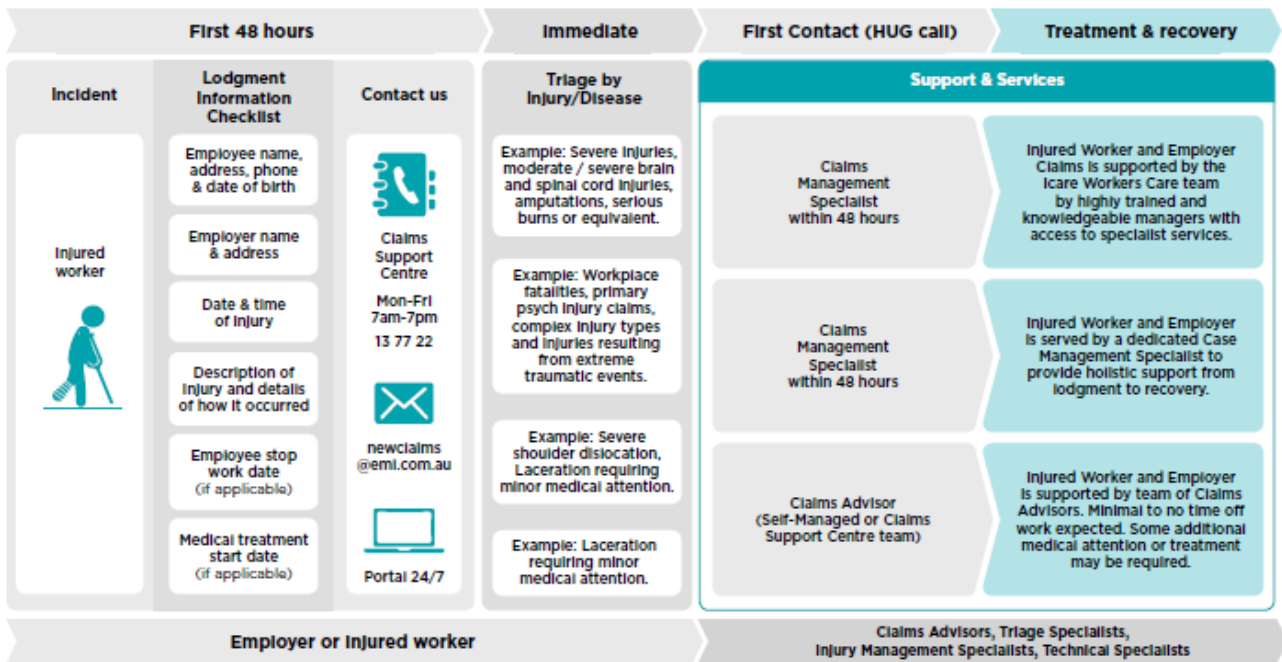 First 48 hours
Immediate
First Contact (HUG call)
Treatment & recovery
Incident
Injured
worker
Lodgment
Information
Checklist
Employee name,
address, phone
& date of birth
Employer name
& address
Date & time
of Injury
Description of
Injury and details
of how it occurred
Employee stop
work date
(if applicable)
Medical treatment
start date
(if applicable)
Contact us
Claims
Support
Centre
Mon-Fri
7am-7pm
13 77 22
newclaims
@eml.com.au
Portal 24/7
Triage by
Injury/Disease
Example: Severe Injuries,
moderate / severe brain
and spinal cord Injuries,
amputations, serious
burns or equivalent.
Example: Workplace
fatalities, primary
psych Injury claims,
complex Injury types
and Injuries resulting
from extreme
traumatic events.
Example: Severe
shoulder dislocation,
Laceration requiring
minor medical attention.
Example: Laceration
requiring minor
medical attention.
Support & Services
Claims
Management
Specialist
within 48 hours
Injured Worker and Employer
Claims is supported by the
Icare Workers Care team
by highly trained and
knowledgeable managers with
access to specialist services.
Claims
Management
Specialist
within 48 hours
Injured Worker and Employer
is served by a dedicated Case
Management Specialist to
provide holistic support from
lodgment to recovery.
Claims Advisor
(Self-Managed or Claims
Support Centre team)
Injured Worker and Employer
is supported by team of Claims
Advisors. Minimal to no time off
work expected. Some additional
medical attention or treatment
may be required.
Employer or Injured worker
Claims Advisors, Triage Specialists,
Injury Management Specialists, Technical Specialists